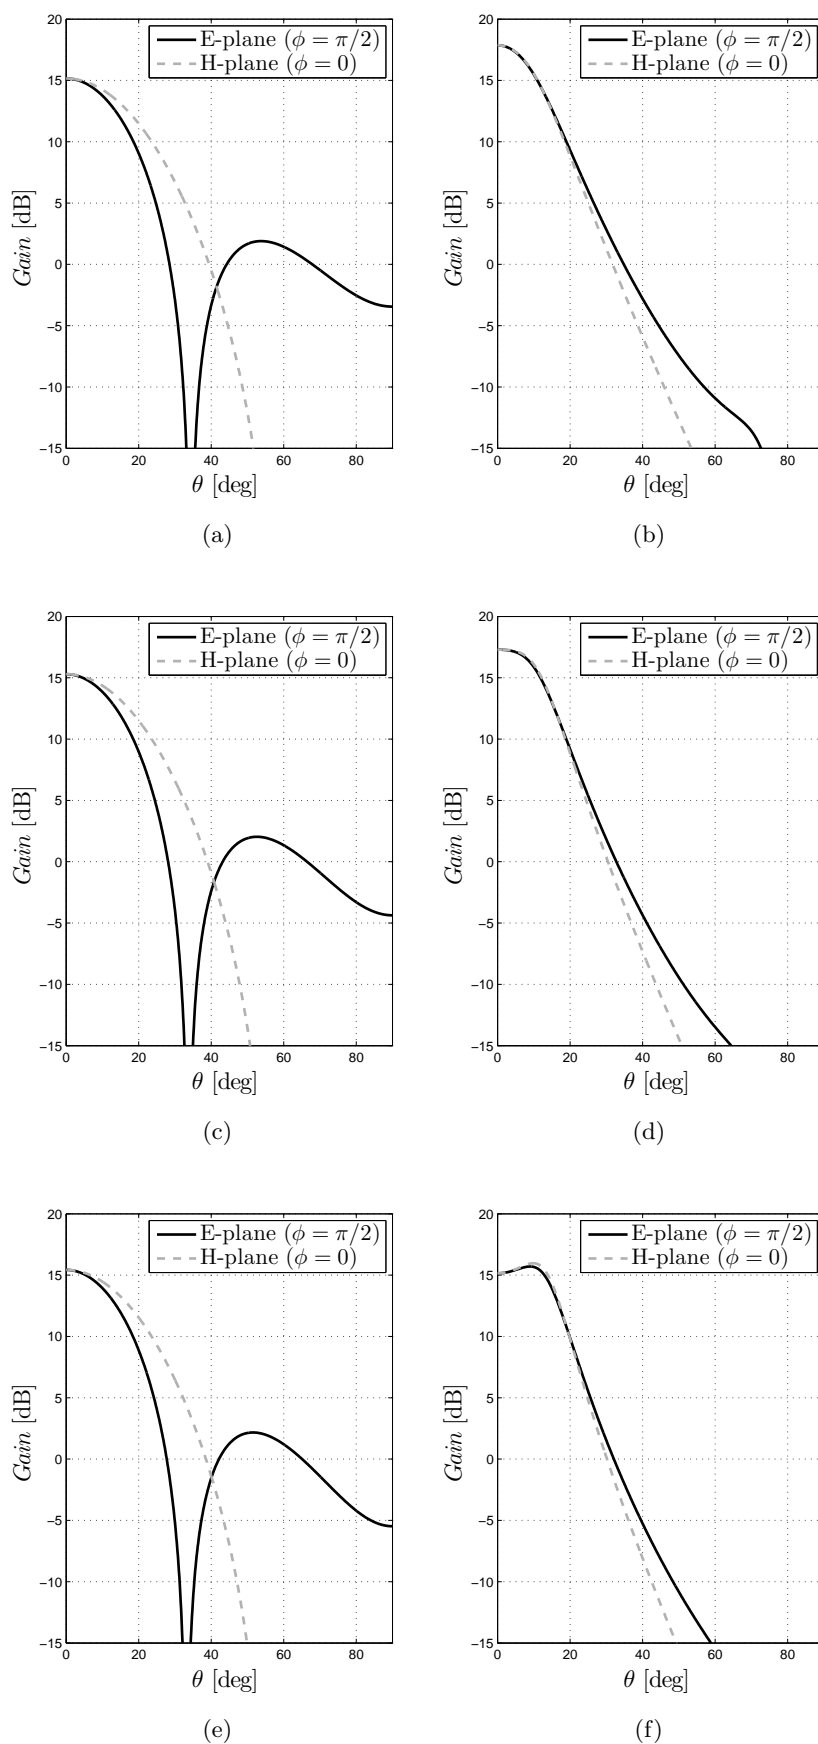 E-plane (ϕ = π/2)
H-plane (ϕ = 0)
20
15
10
5
0
−5
−10
−15
Gain [dB]
0 20 40 60 80
θ [deg]
(a)
E-plane (ϕ = π/2)
H-plane (ϕ = 0)
20
15
10
5
0
−5
−10
−15
Gain [dB]
0 20 40 60 80
θ [deg]
(b)
E-plane (ϕ = π/2)
H-plane (ϕ = 0)
20
15
10
5
0
−5
−10
−15
Gain [dB]
0 20 40 60 80
θ [deg]
(c)
E-plane (ϕ = π/2)
H-plane (ϕ = 0)
20
15
10
5
0
−5
−10
−15
Gain [dB]
0 20 40 60 80
θ [deg]
(d)
E-plane (ϕ = π/2)
H-plane (ϕ = 0)
20
15
10
5
0
−5
−10
−15
Gain [dB]
0 20 40 60 80
θ [deg]
(e)
E-plane (ϕ = π/2)
H-plane (ϕ = 0)
20
15
10
5
0
−5
−10
−15
Gain [dB]
0 20 40 60 80
θ [deg]
(f)